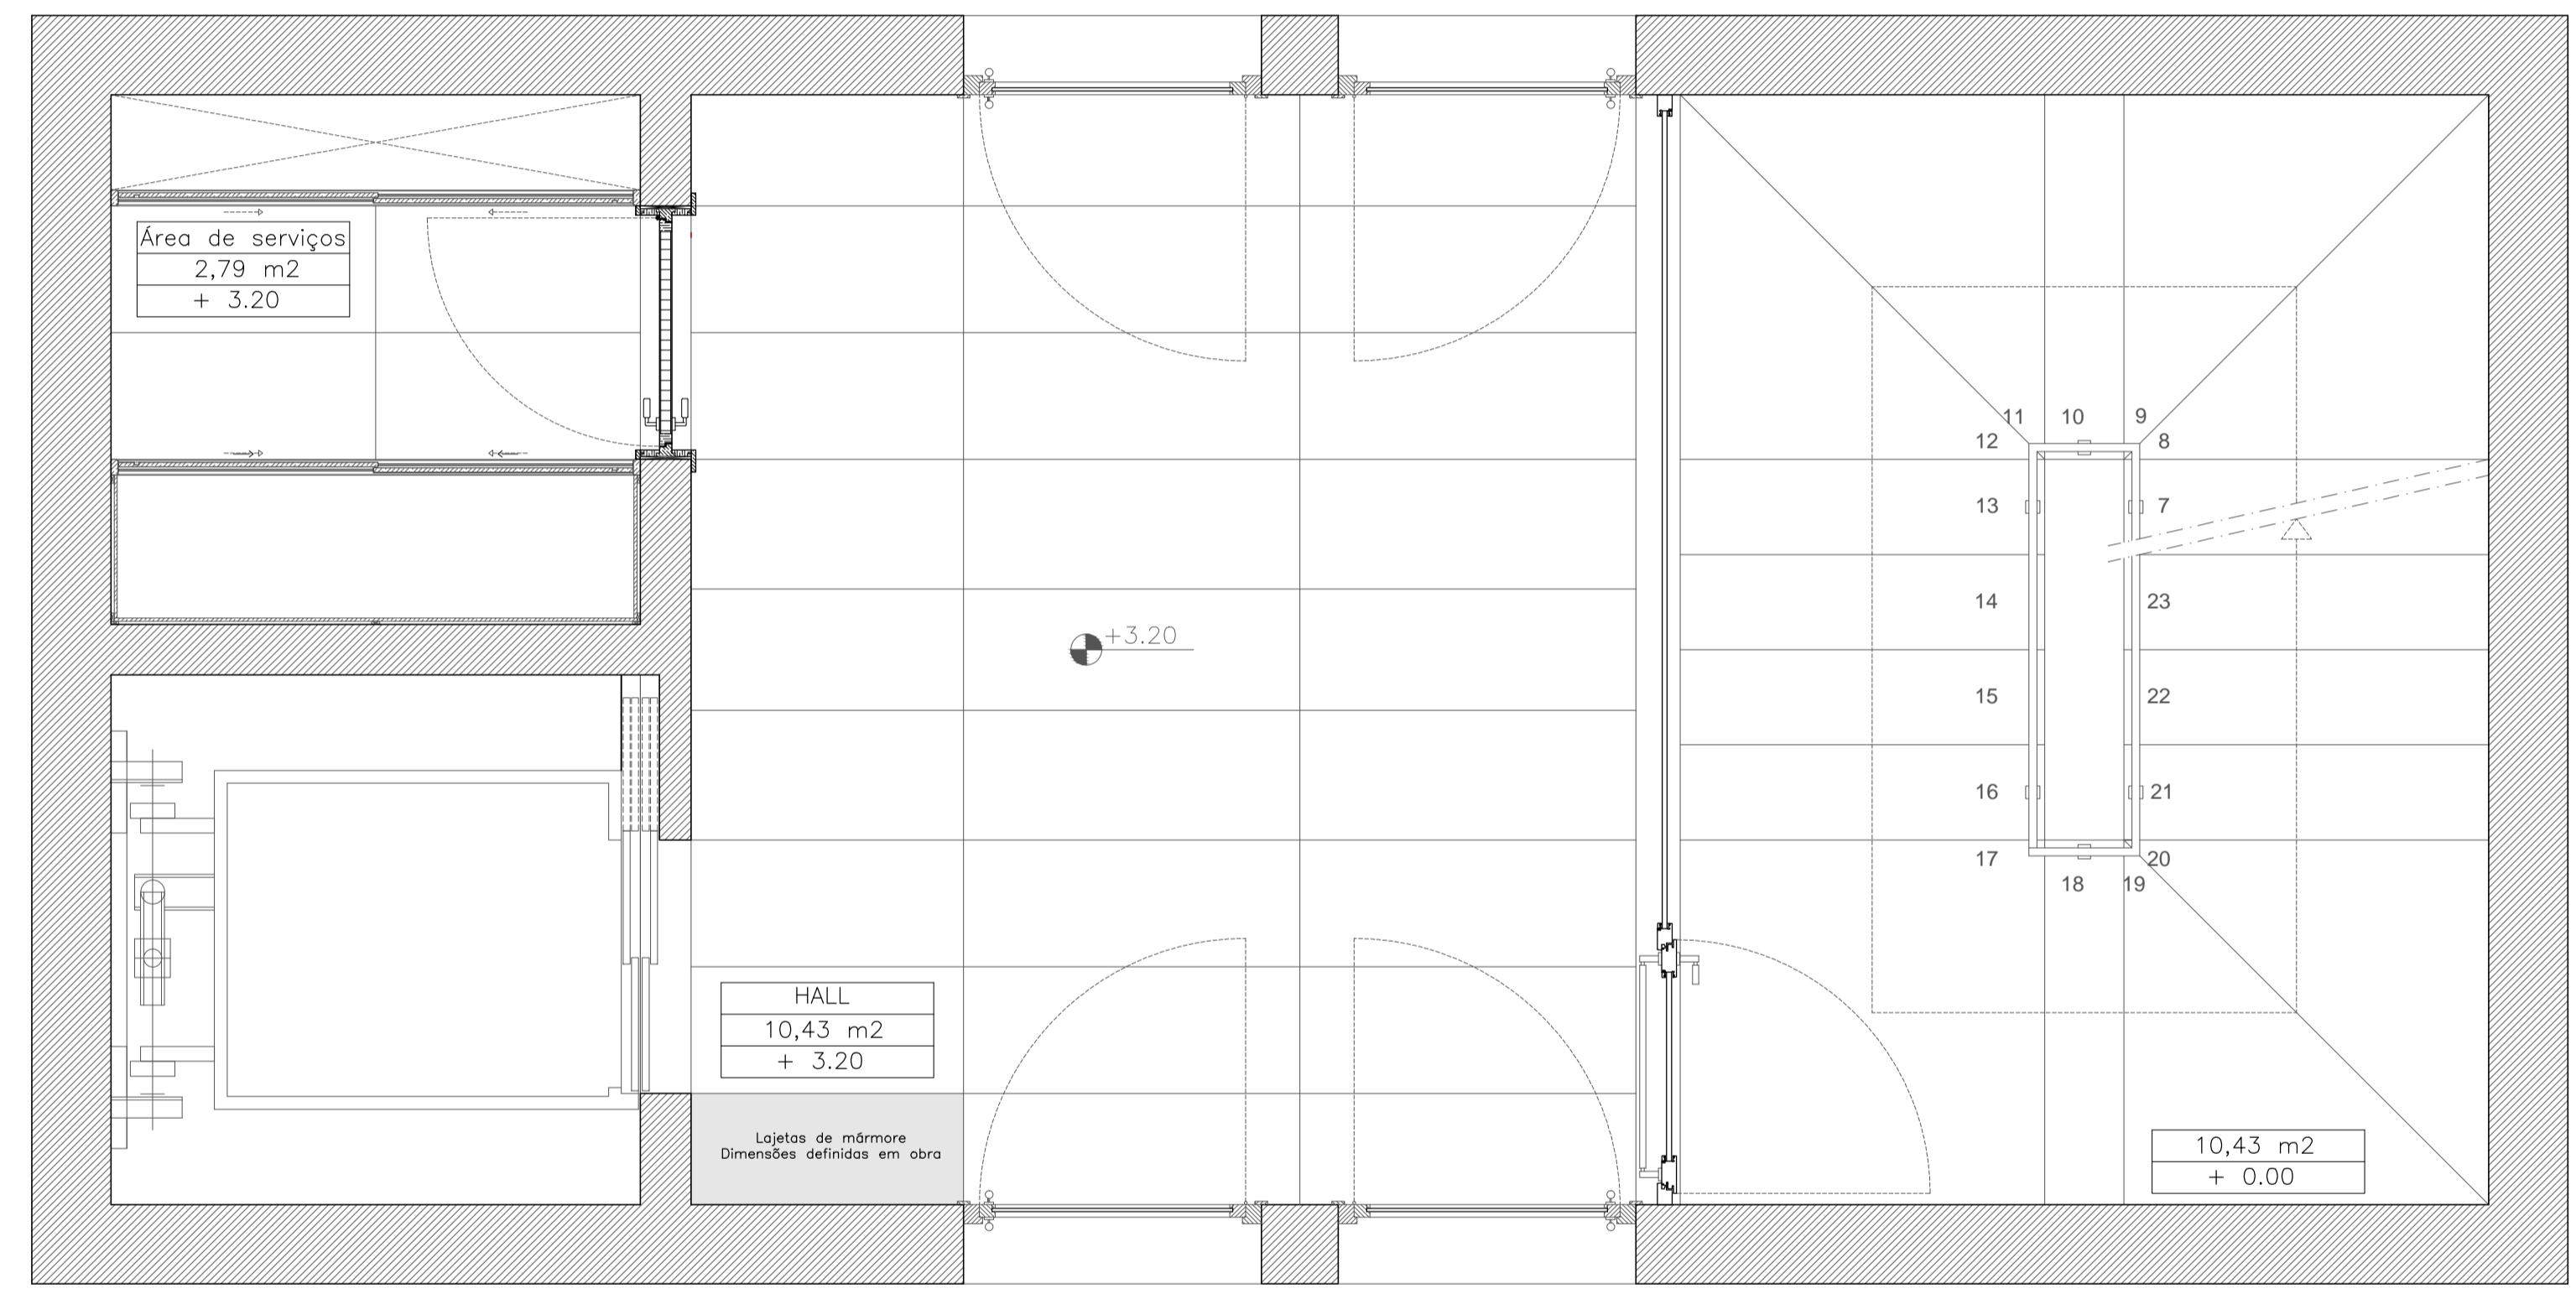 Área de serviços
2,79 m2
+ 3.20
11 10 9
12 8
13 7
14 23
+3.20
15 22
16 21
17 20
18 19
HALL
10,43 m2
+ 3.20
Lajetas de mármore
Dimensões definidas em obra
10,43 m2
+ 0.00